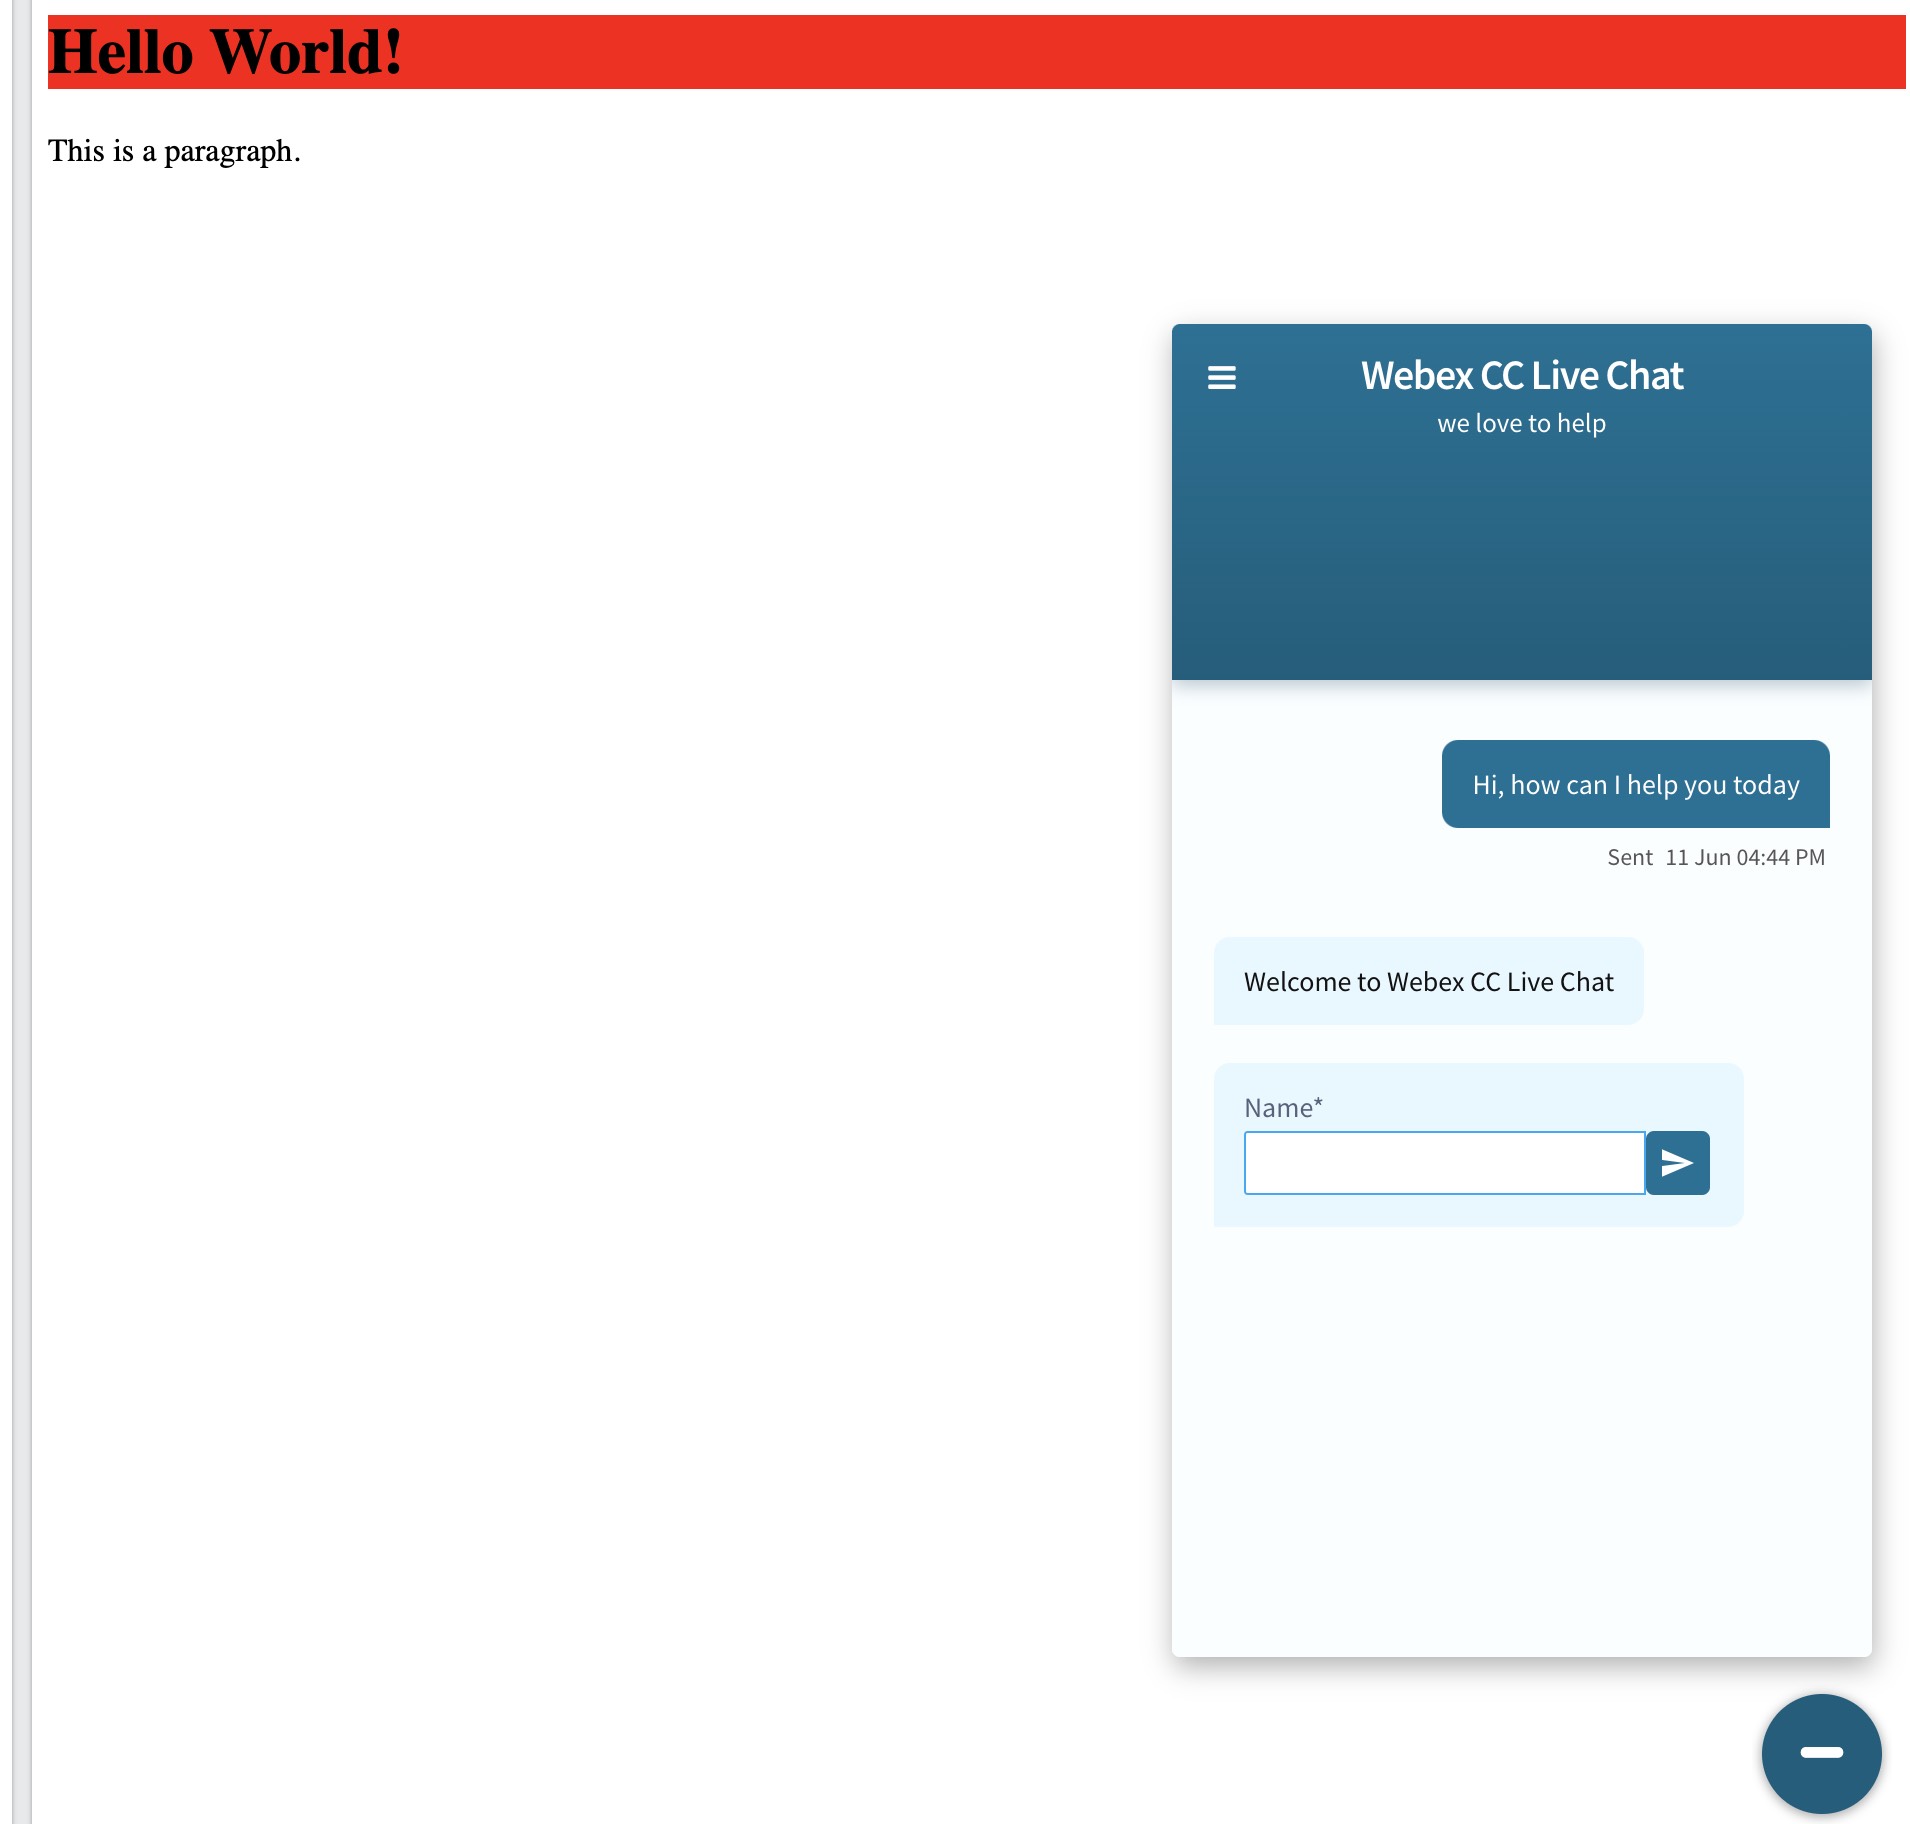 Hello World!
This is a paragraph.
Webex CC Live Chat
we love to help
Hi, how can I help you today
Sent 11 Jun 04:44 PM
Welcome to Webex CC Live Chat
Name*